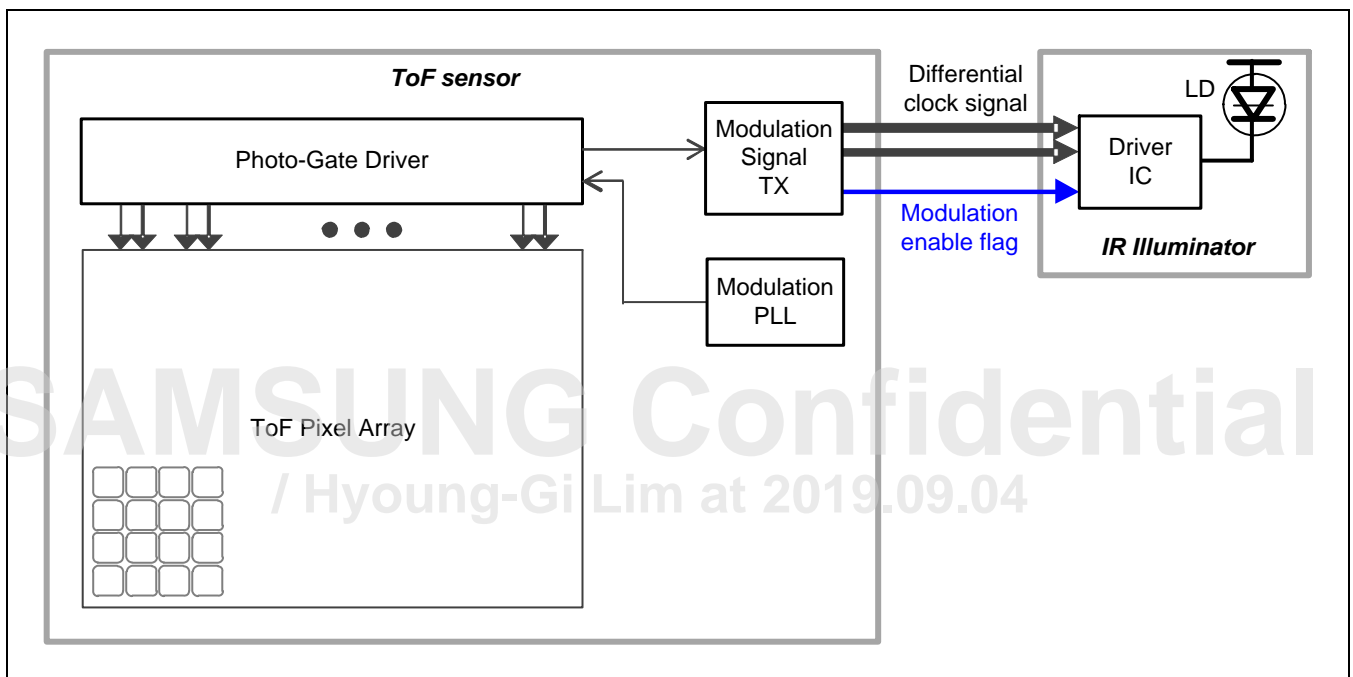 ToF sensor
Photo-Gate Driver
Modulation
Signal
TX
Differential
clock signal
Modulation
enable flag
LD
Driver
IC
IR Illuminator
Modulation
PLL
ToF Pixel Array
SAMSUNG Confidential
/ Hyoung-Gi Lim at 2019.09.04